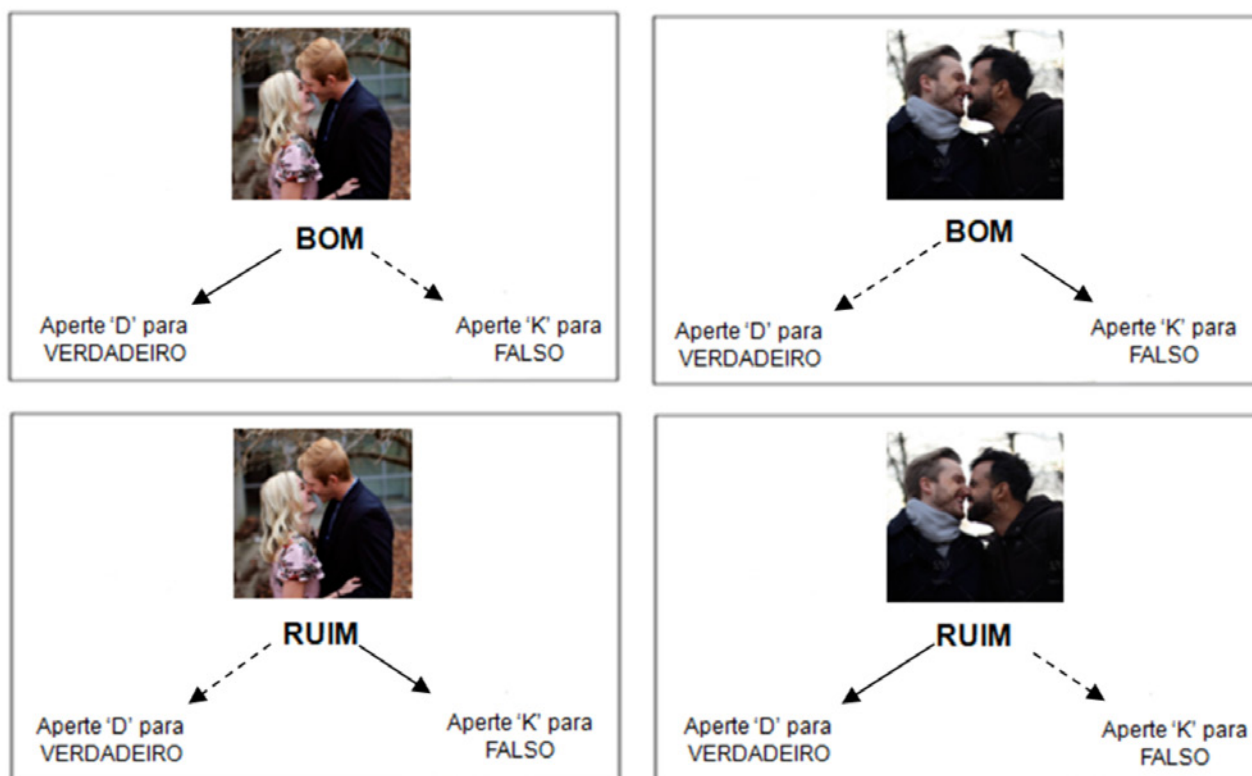 BOM
Aperte ‘D’ para
VERDADEIRO
Aperte ‘K’ para
FALSO
BOM
Aperte ‘D’ para
VERDADEIRO
Aperte ‘K’ para
FALSO
RUIM
Aperte ‘D’ para
VERDADEIRO
Aperte ‘K’ para
FALSO
RUIM
Aperte ‘D’ para
VERDADEIRO
Aperte ‘K’ para
FALSO